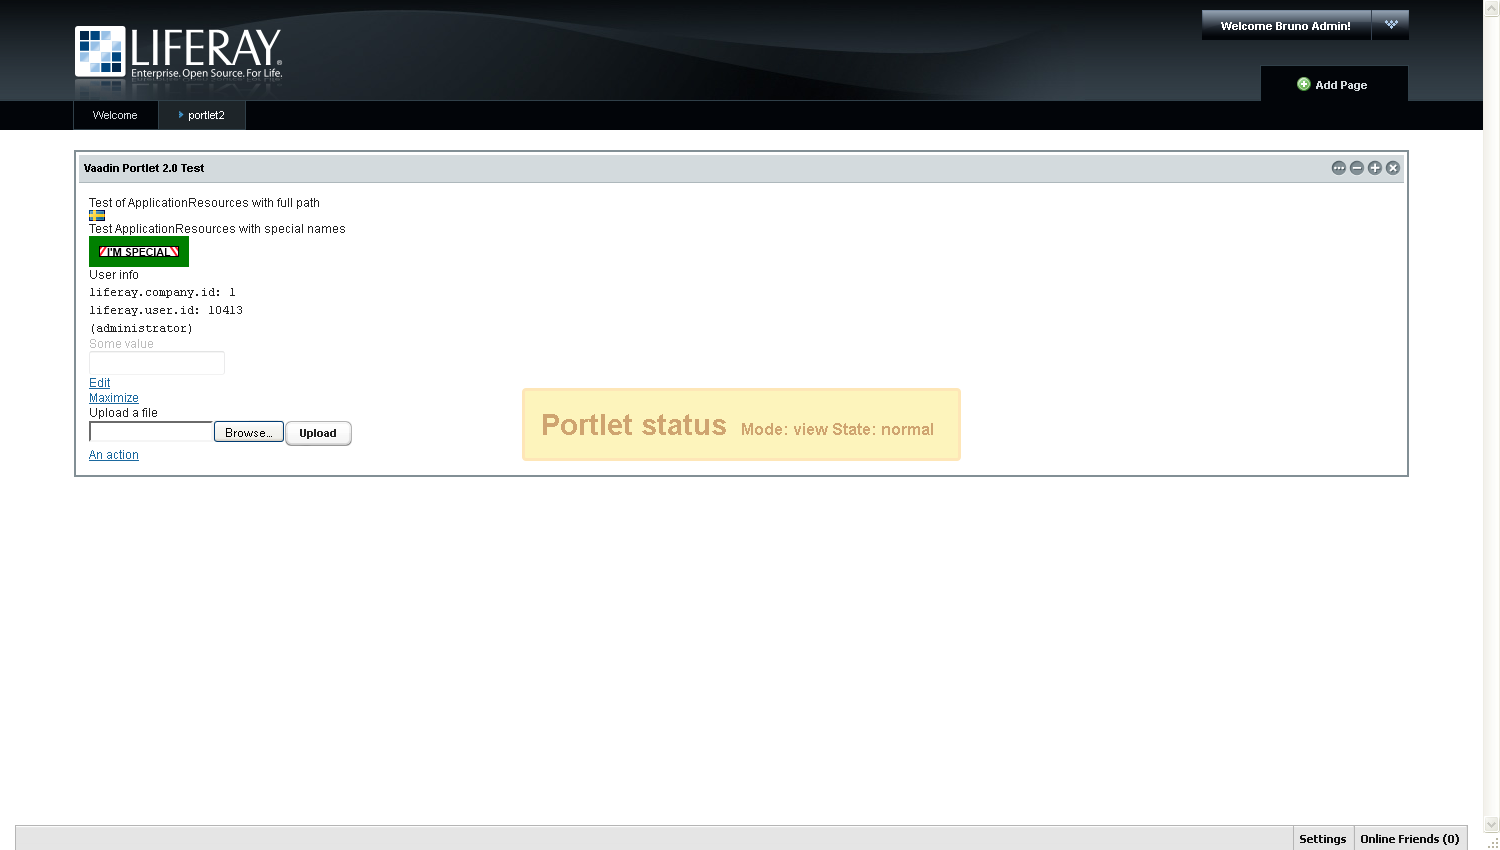 LIFERAY®
Enterprise. Open Source. For Life.
Welcome Bruno Admin!
Add Page
Welcome
portlet2
Vaadin Portlet 2.0 Test
Test of ApplicationResources with full path
Test ApplicationResources with special names
I'M SPECIAL
User info
liferay.company.id: 1
liferay.user.id: 10413
(administrator)
Some value
Edit
Maximize
Upload a file
Browse... Upload
An action
Portlet status Mode: view State: normal
Settings Online Friends (0)